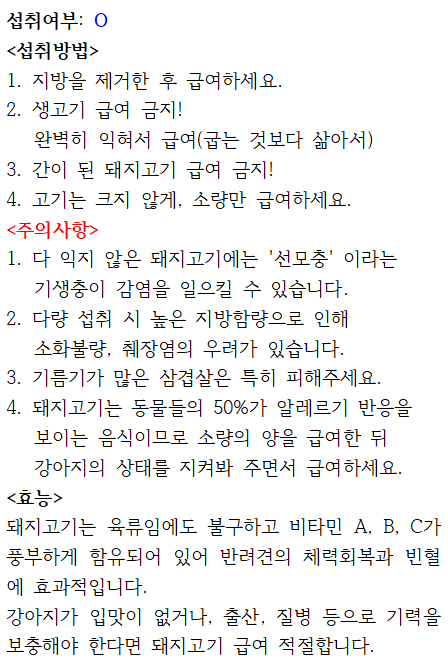 섭취여부: O
<섭취방법>
1. 지방을 제거한 후 급여하세요.
2. 생고기 급여 금지!
완벽히 익혀서 급여(굽는 것보다 삶아서)
3. 간이 된 돼지고기 급여 금지!
4. 고기는 크지 않게, 소량만 급여하세요.
<주의사항>
1. 다 익지 않은 돼지고기에는 '선모충' 이라는
기생충이 감염을 일으킬 수 있습니다.
2. 다량 섭취 시 높은 지방함량으로 인해
소화불량, 췌장염의 우려가 있습니다.
3. 기름기가 많은 삼겹살은 특히 피해주세요.
4. 돼지고기는 동물들의 50%가 알레르기 반응을
보이는 음식이므로 소량의 양을 급여한 뒤
강아지의 상태를 지켜봐 주면서 급여하세요.
<효능>
돼지고기는 육류임에도 불구하고 비타민 A, B, C가
풍부하게 함유되어 있어 반려견의 체력회복과 빈혈
에 효과적입니다.
강아지가 입맛이 없거나, 출산, 질병 등으로 기력을
보충해야 한다면 돼지고기 급여 적절합니다.